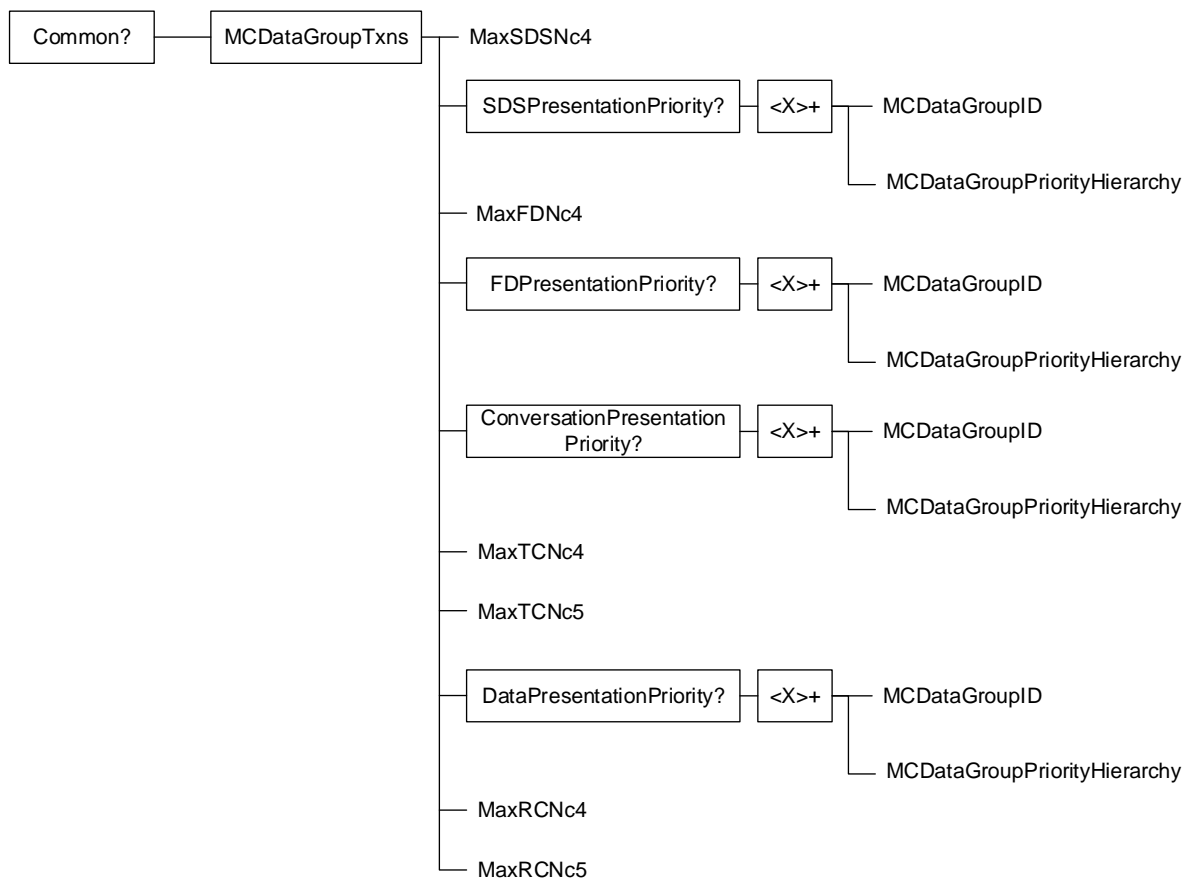 Common?
MCDataGroupTxns
MaxSDSNc4
SDSPresentationPriority?
<X>+
MCDataGroupID
MCDataGroupPriorityHierarchy
MaxFDNc4
FDPresentationPriority?
<X>+
MCDataGroupID
MCDataGroupPriorityHierarchy
ConversationPresentation
Priority?
<X>+
MCDataGroupID
MCDataGroupPriorityHierarchy
MaxTCNc4
MaxTCNc5
DataPresentationPriority?
<X>+
MCDataGroupID
MCDataGroupPriorityHierarchy
MaxRCNc4
MaxRCNc5